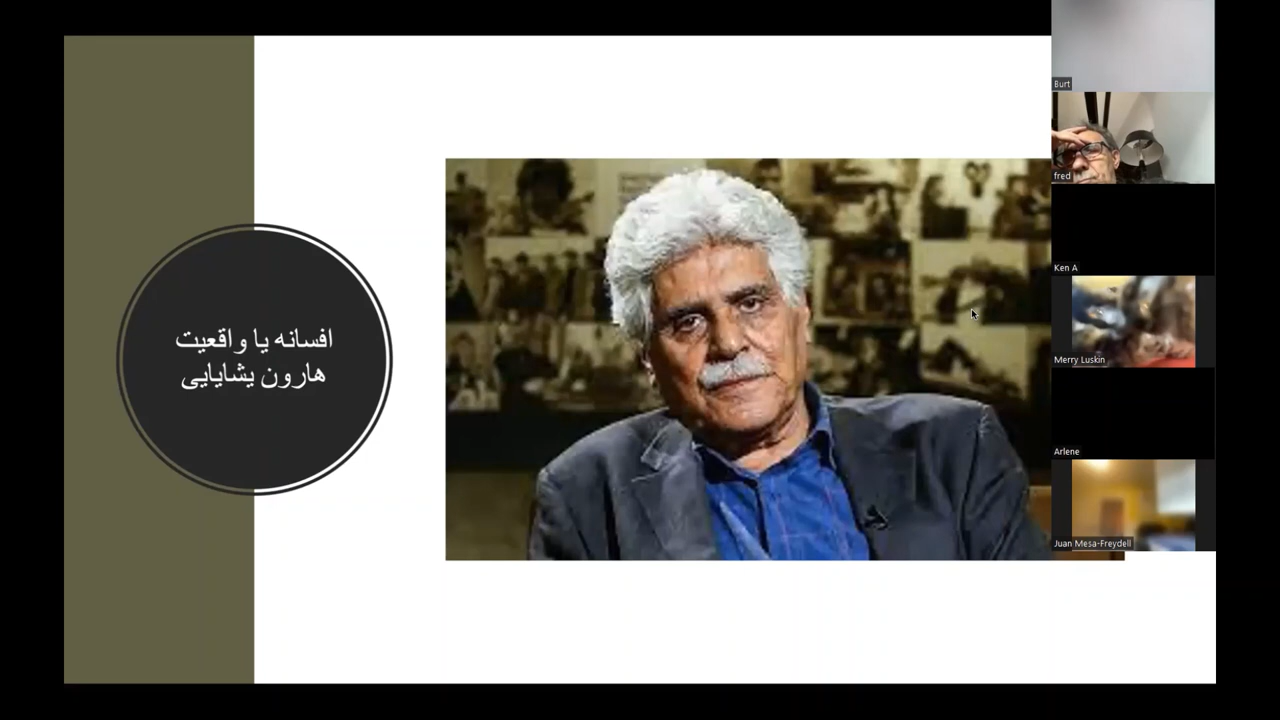 افسانه یا واقعیت
هارون یشایایی
Burt
fred
Ken A
Merry Luskin
Arlene
Juan Mesa-Freydell